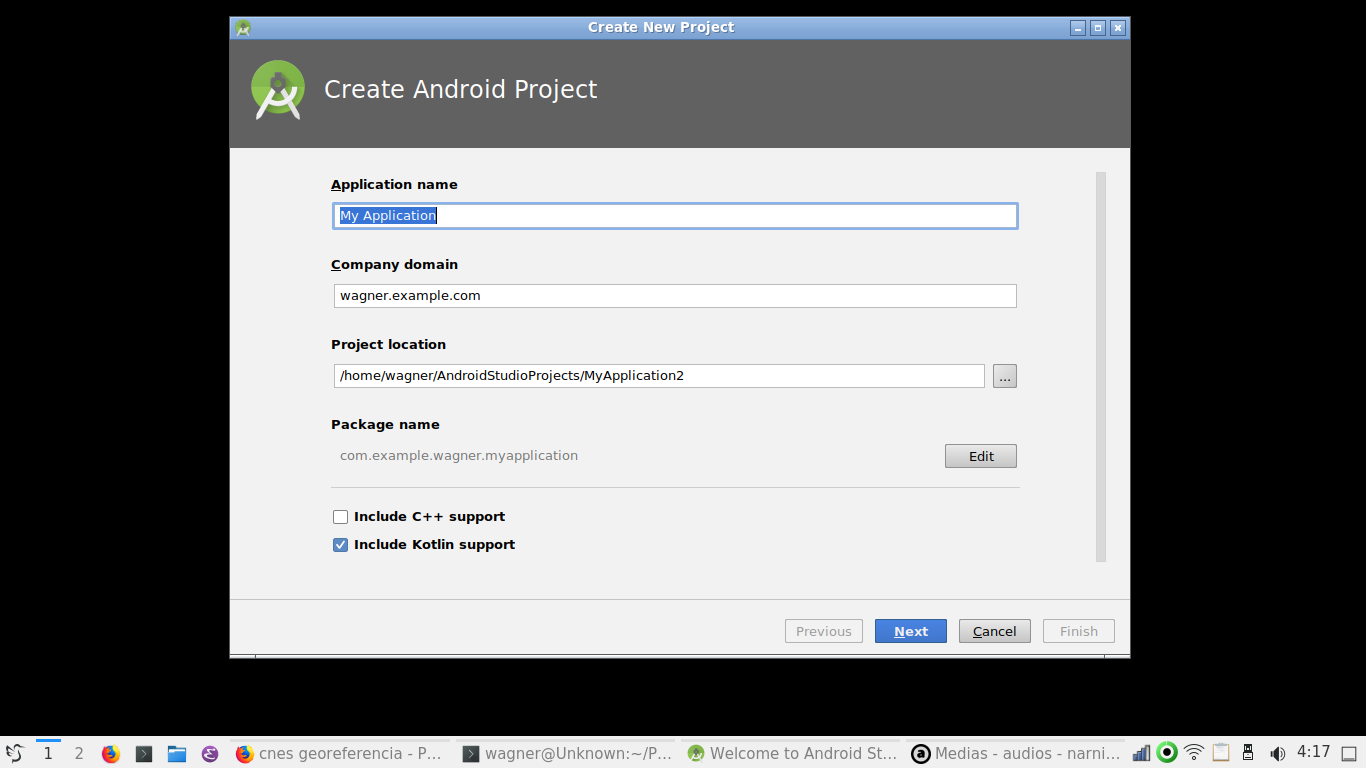 Create New Project
Create Android Project
Application name
My Application
Company domain
wagner.example.com
Project location
/home/wagner/AndroidStudioProjects/MyApplication2
...
Package name
com.example.wagner.myapplication
Edit
Include C++ support
Include Kotlin support
Previous Next Cancel Finish
1 2 cnes georeferencia - P... wagner@Unknown:~/P... Welcome to Android St... Medias - audios - narni... 4:17